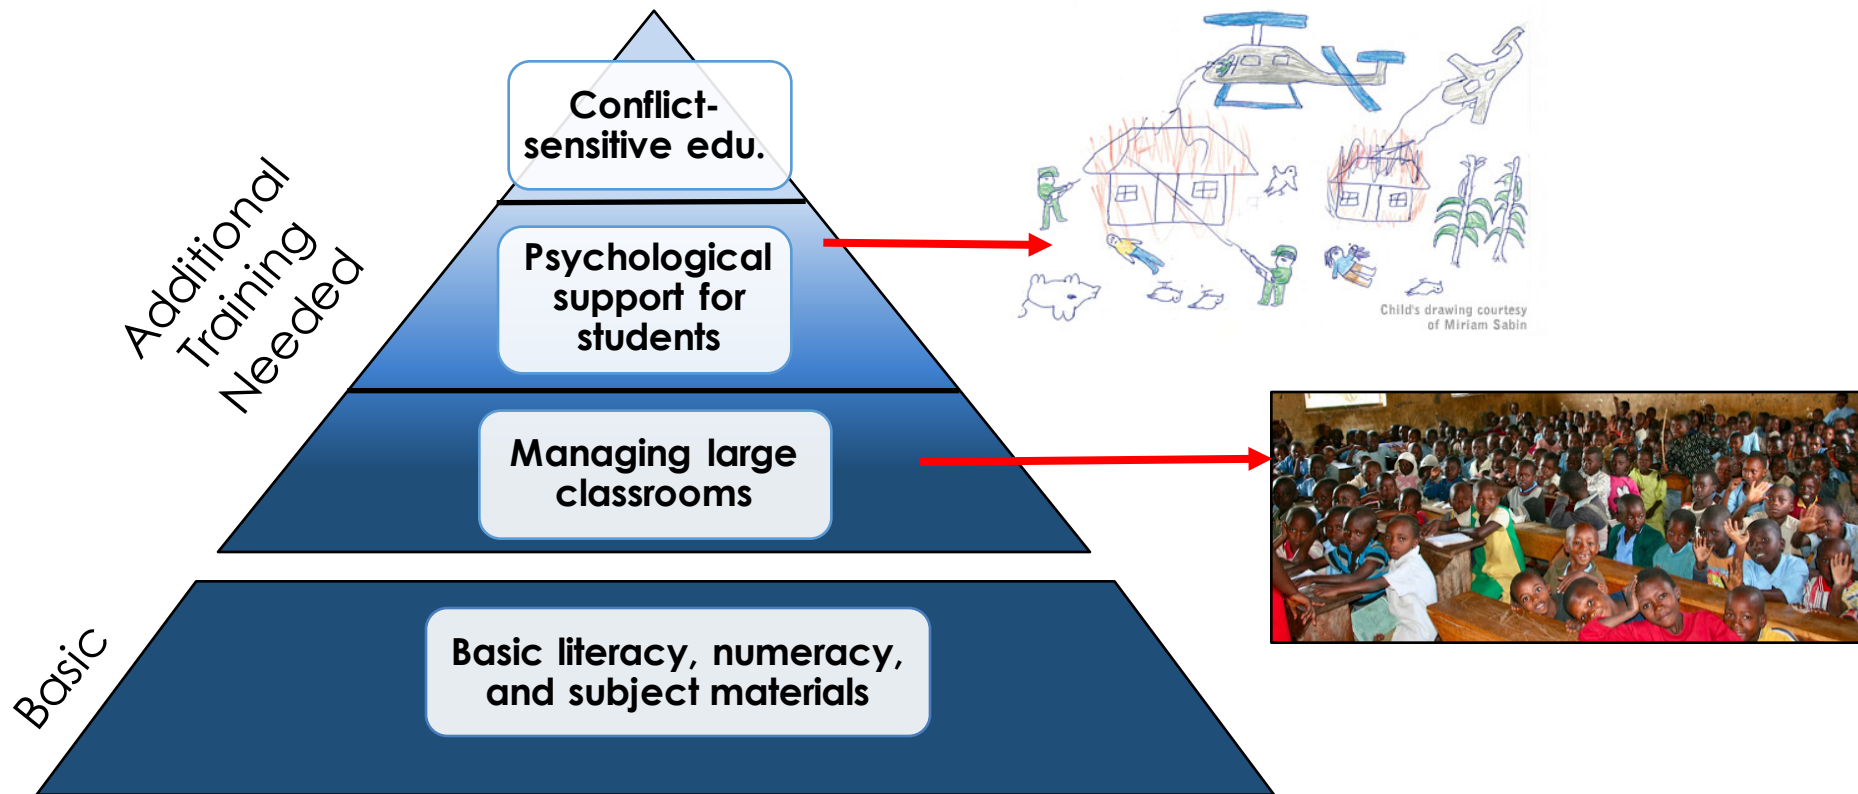 Conflict-
sensitive edu.
Psychological
support for
students
Managing large
classrooms
Basic literacy, numeracy,
and subject materials
Additional
Training
Needed
Basic
Child's drawing courtesy
of Miriam Sabin